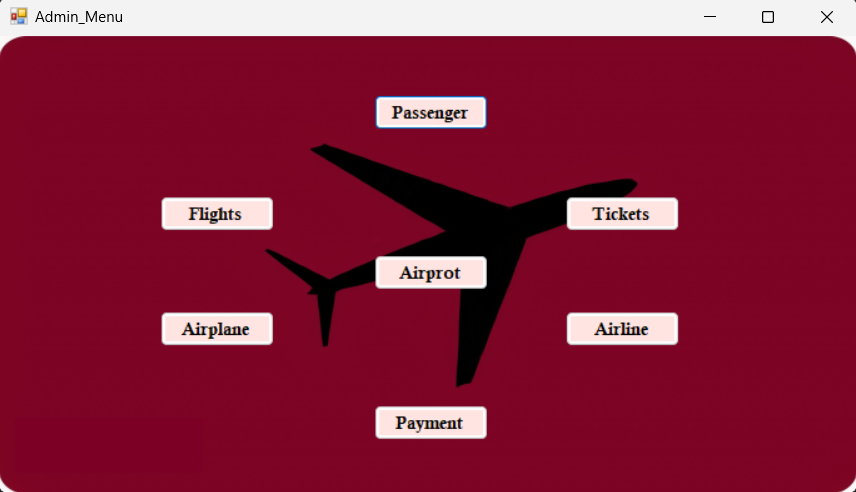 Admin_Menu
Passenger
Flights
Tickets
Airprot
Airplane
Airline
Payment